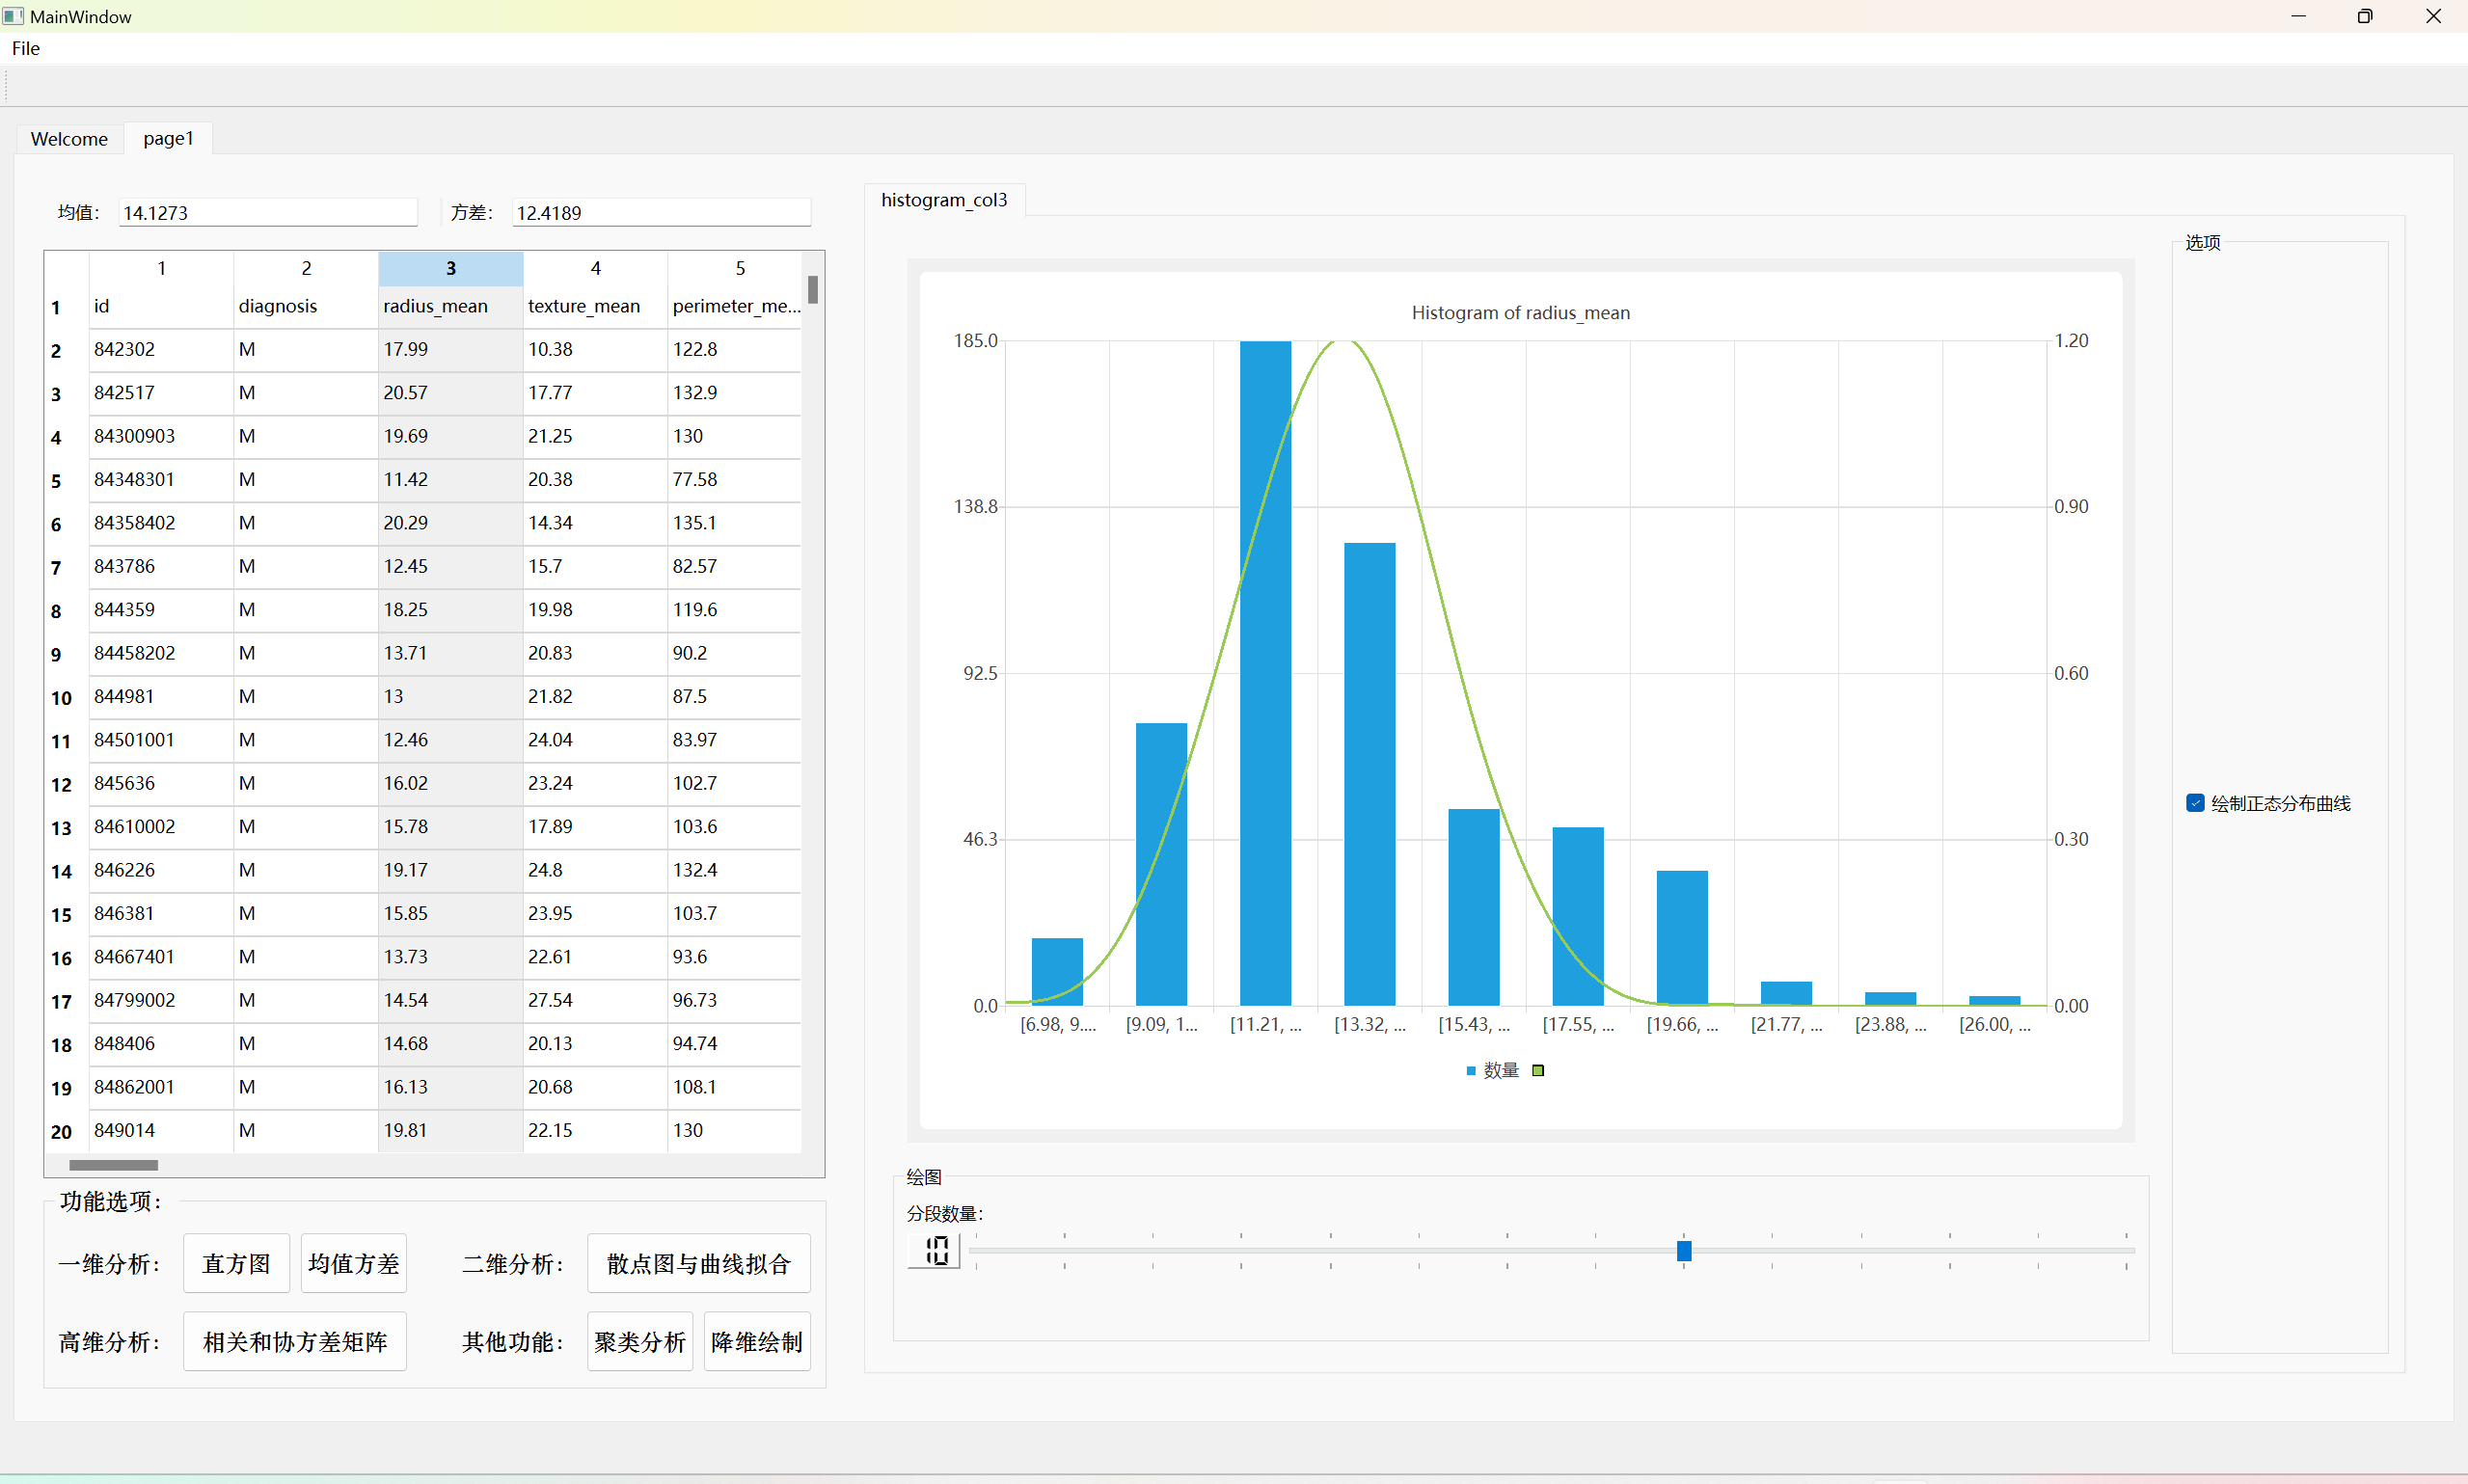 MainWindow
File
Welcome page1
均值： 14.1273 方差： 12.4189
1 2 3 4 5
1 id diagnosis radius_mean texture_mean perimeter_me...
2 842302 M 17.99 10.38 122.8
3 842517 M 20.57 17.77 132.9
4 84300903 M 19.69 21.25 130
5 84348301 M 11.42 20.38 77.58
6 84358402 M 20.29 14.34 135.1
7 843786 M 12.45 15.7 82.57
8 844359 M 18.25 19.98 119.6
9 84458202 M 13.71 20.83 90.2
10 844981 M 13 21.82 87.5
11 84501001 M 12.46 24.04 83.97
12 845636 M 16.02 23.24 102.7
13 84610002 M 15.78 17.89 103.6
14 846226 M 19.17 24.8 132.4
15 846381 M 15.85 23.95 103.7
16 84667401 M 13.73 22.61 93.6
17 84799002 M 14.54 27.54 96.73
18 848406 M 14.68 20.13 94.74
19 84862001 M 16.13 20.68 108.1
20 849014 M 19.81 22.15 130
功能选项：
一维分析： 直方图 均值方差 二维分析： 散点图与曲线拟合
高维分析： 相关和协方差矩阵 其他功能： 聚类分析 降维绘制
histogram_col3
Histogram of radius_mean
185.0 1.20
138.8 0.90
92.5 0.60
46.3 0.30
0.0 0.00
[6.98, 9.... [9.09, 1... [11.21, ... [13.32, ... [15.43, ... [17.55, ... [19.66, ... [21.77, ... [23.88, ... [26.00, ...
数量
绘图
分段数量：
10
选项
绘制正态分布曲线